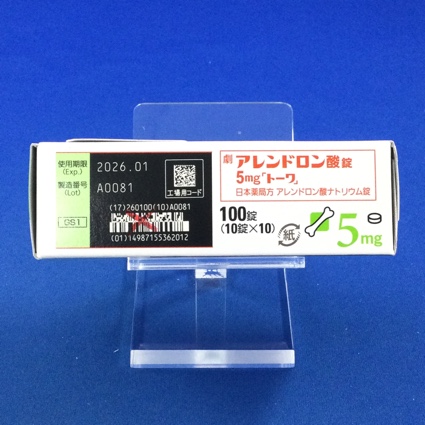 使用期限
(Exp.)
2026.01
製造番号
(Lot)
A0081
工場用コード
GS1
(17)260100(10)A0081
(01)14987155362012
劇 アレンドロン酸錠
5mg「トーワ」
日本薬局方 アレンドロン酸ナトリウム錠
100錠
(10錠×10)
紙
5mg